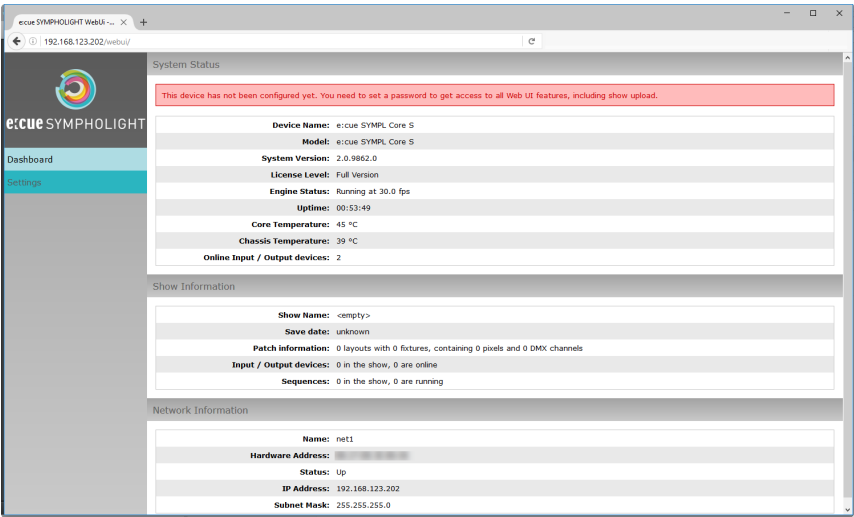 e:cue SYMPHOLIGHT WebUi -...
192.168.123.202/webui/
e:cue SYMPHOLIGHT
Dashboard
Settings
System Status
This device has not been configured yet. You need to set a password to get access to all Web UI features, including show upload.
Device Name: e:cue SYMPL Core S
Model: e:cue SYMPL Core S
System Version: 2.0.9862.0
License Level: Full Version
Engine Status: Running at 30.0 fps
Uptime: 00:53:49
Core Temperature: 45 °C
Chassis Temperature: 39 °C
Online Input / Output devices: 2
Show Information
Show Name: <empty>
Save date: unknown
Patch information: 0 layouts with 0 fixtures, containing 0 pixels and 0 DMX channels
Input / Output devices: 0 in the show, 0 are online
Sequences: 0 in the show, 0 are running
Network Information
Name: net1
Hardware Address:
Status: Up
IP Address: 192.168.123.202
Subnet Mask: 255.255.255.0